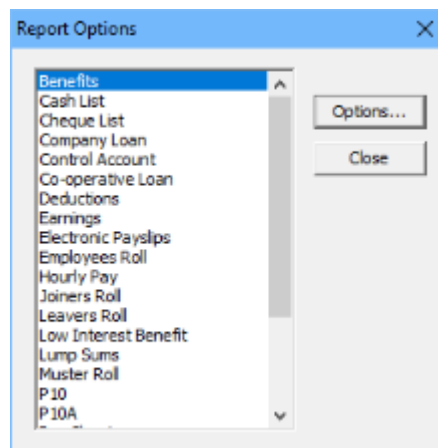 Report Options
Benefits
Cash List
Cheque List
Company Loan
Control Account
Co-operative Loan
Deductions
Earnings
Electronic Payslips
Employees Roll
Hourly Pay
Joiners Roll
Leavers Roll
Low Interest Benefit
Lump Sums
Muster Roll
P10
P10A
Options...
Close